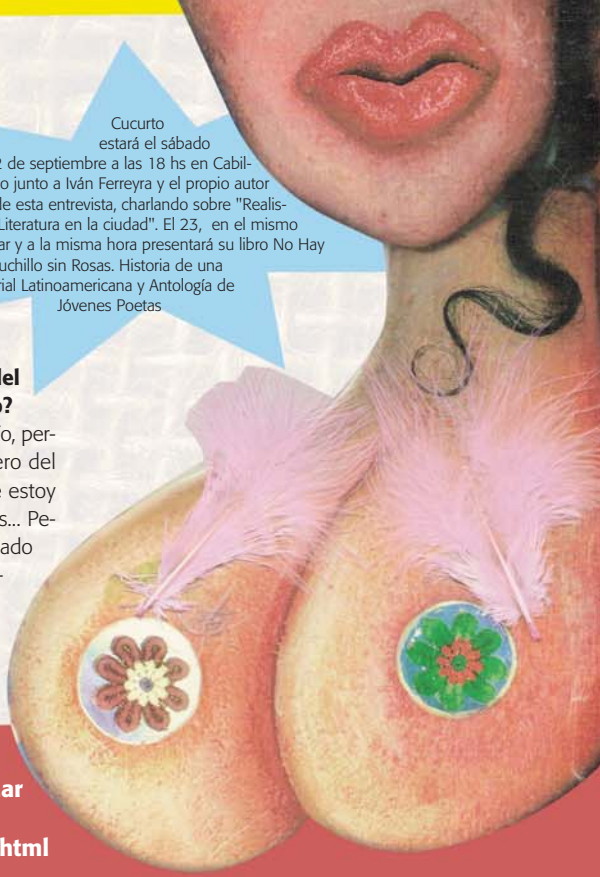 Cucurto
estará el sábado
2 de septiembre a las 18 hs en Cabil-
o junto a Iván Ferreyra y el propio autor
de esta entrevista, charlando sobre "Realis-
Literatura en la ciudad". El 23, en el mismo
ar y a la misma hora presentará su libro No Hay
uchillo sin Rosas. Historia de una
rial Latinoamericana y Antología de
Jóvenes Poetas
del
o?
o, per-
ero del
e estoy
s... Pe-
ado
-
ar
html